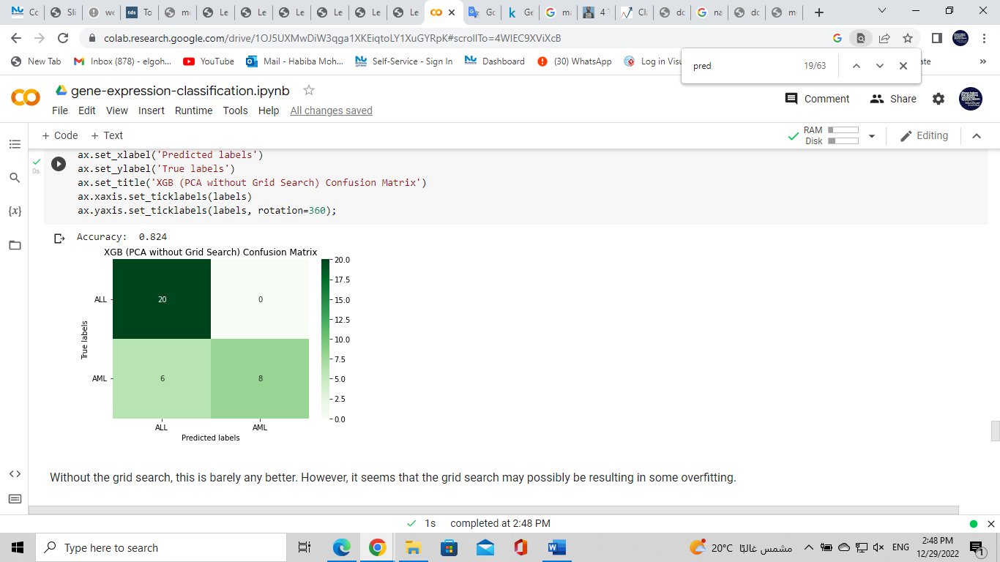 Cc
Sli
we
tds To
mo
Le
Le
Le
Le
Le
Le
Gc
k Ge
ma
4 T
Cl
dc
na
dc
m
colab.research.google.com/drive/1OJ5UXMwDiW3qga1XKEiqtoLY1XuGYRpK#scrollTo=4WIEC9XViXcB
New Tab
Inbox (878) - elgoh...
YouTube
Mail - Habiba Moh...
Self-Service - Sign In
Dashboard
(30) WhatsApp
Log in
»
pred 19/63
gene-expression-classification.ipynb
File Edit View Insert Runtime Tools Help All changes saved
Comment Share
+ Code + Text
RAM
Disk
Editing
{x}
0s
ax.set_xlabel('Predicted labels')
ax.set_ylabel('True labels')
ax.set_title('XGB (PCA without Grid Search) Confusion Matrix')
ax.xaxis.set_ticklabels(labels)
ax.yaxis.set_ticklabels(labels, rotation=360);
Accuracy: 0.824
XGB (PCA without Grid Search) Confusion Matrix
20.0
17.5
15.0
12.5
10.0
7.5
5.0
2.5
0.0
ALL 20 0
True labels
AML 6 8
ALL AML
Predicted labels
Without the grid search, this is barely any better. However, it seems that the grid search may possibly be resulting in some overfitting.
1s completed at 2:48 PM
Type here to search
20°C مشمس غالبًا
ENG
2:48 PM
12/29/2022
1